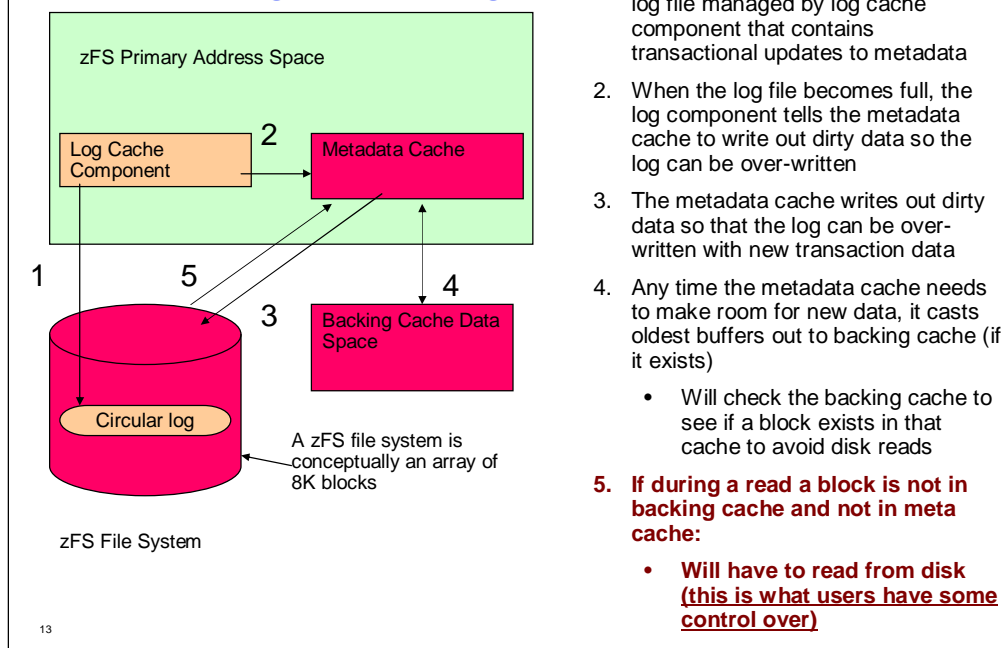 zFS Primary Address Space
Log Cache
Component
2
Metadata Cache
1
5
3
4
Backing Cache Data
Space
Circular log
A zFS file system is
conceptually an array of
8K blocks
zFS File System
13
log file managed by log cache
component that contains
transactional updates to metadata
2. When the log file becomes full, the
log component tells the metadata
cache to write out dirty data so the
log can be over-written
3. The metadata cache writes out dirty
data so that the log can be over-
written with new transaction data
4. Any time the metadata cache needs
to make room for new data, it casts
oldest buffers out to backing cache (if
it exists)
• Will check the backing cache to
see if a block exists in that
cache to avoid disk reads
5. If during a read a block is not in
backing cache and not in meta
cache:
• Will have to read from disk
(this is what users have some
control over)